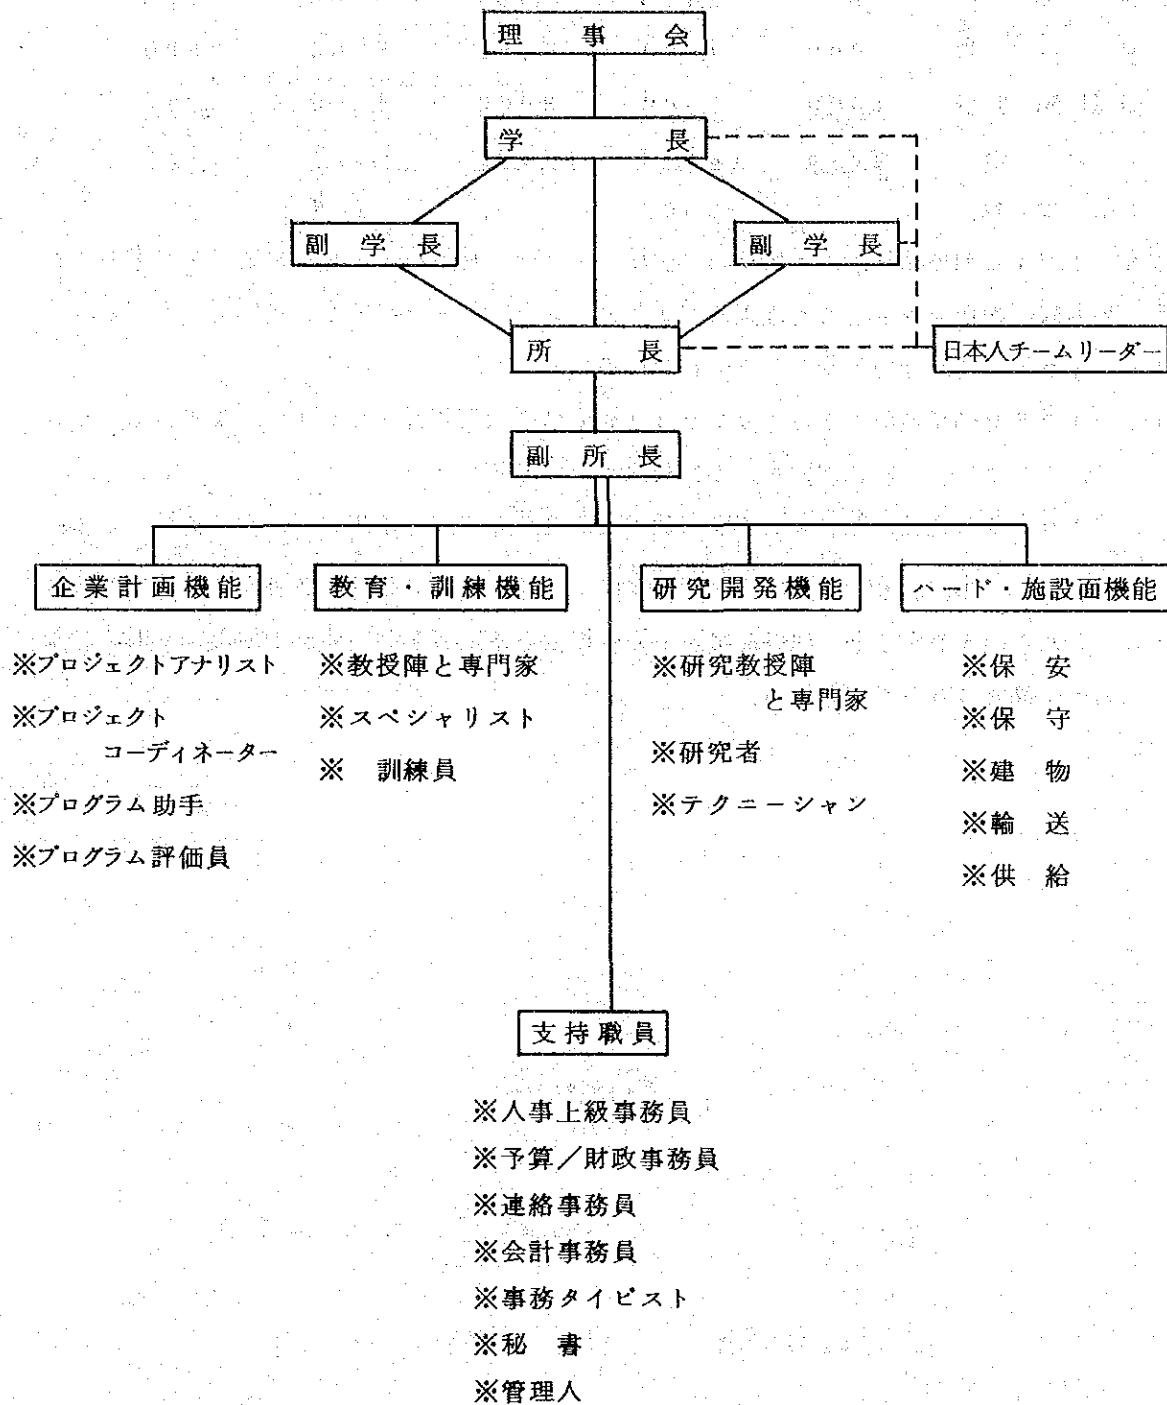 理事会
学長
副学長
副学長
所長
日本人チームリーダー
副所長
企業計画機能
教育・訓練機能
研究開発機能
ハード・施設面機能
※プロジェクトアナリスト
※プロジェクト
コーディネーター
※プログラム助手
※プログラム評価員
※教授陣と専門家
※スペシャリスト
※ 訓練員
※研究教授陣
と専門家
※研究者
※テクニーシャン
※保 安
※保 守
※建 物
※輸 送
※供 給
支持職員
※人事上級事務員
※予算/財政事務員
※連絡事務員
※会計事務員
※事務タイピスト
※秘 書
※管理人